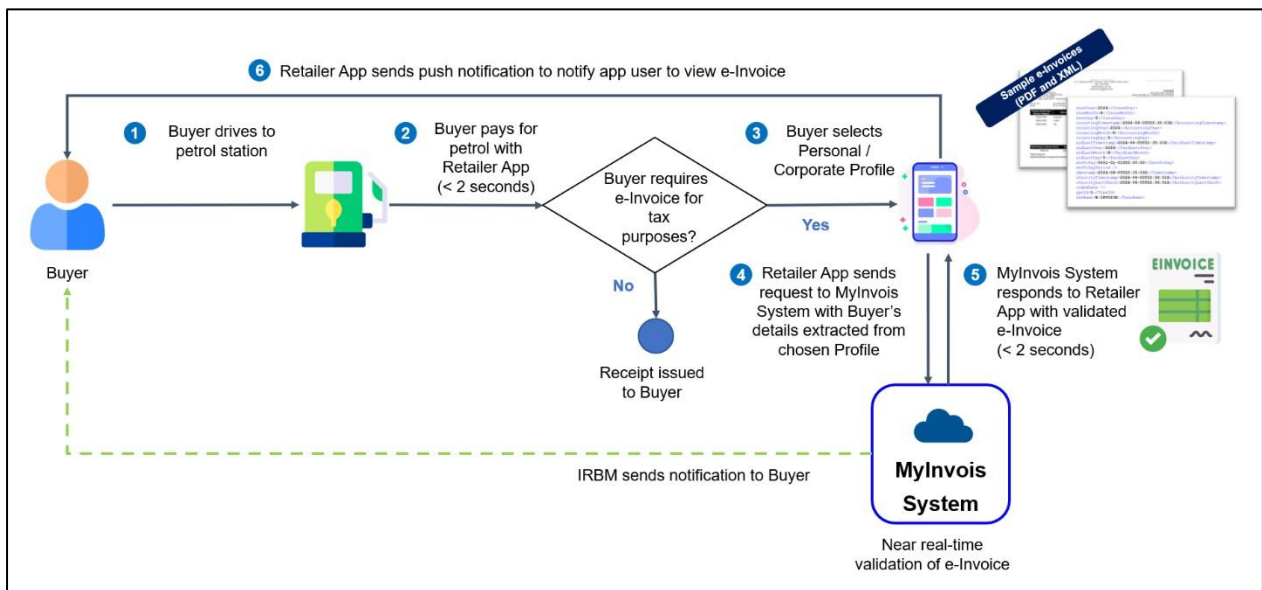 6 Retailer App sends push notification to notify app user to view e-Invoice
Sample e-Invoices
(PDF and XML)
1 Buyer drives to
petrol station
2 Buyer pays for
petrol with
Retailer App
(< 2 seconds)
Buyer requires
e-Invoice for
tax
purposes?
3 Buyer selects
Personal /
Corporate Profile
Yes
No
Buyer
Receipt issued
to Buyer
4 Retailer App sends
request to MyInvois
System with Buyer's
details extracted from
chosen Profile
5 MyInvois System
responds to Retailer
App with validated
e-Invoice
(< 2 seconds)
EINVOICE
IRBM sends notification to Buyer
MyInvois
System
Near real-time
validation of e-Invoice